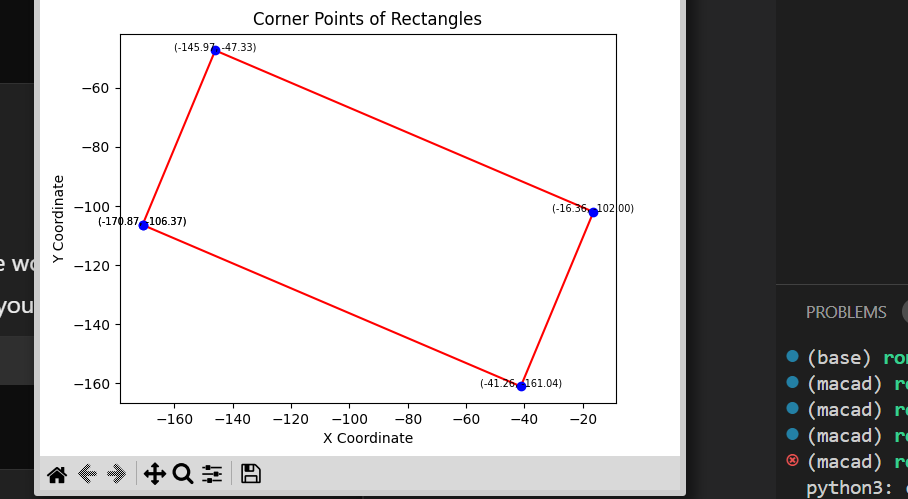 Corner Points of Rectangles
(-145.97, -47.33)
−60
−80
−100
(-16.36, -102.00)
(-170.87, -106.37)
Y Coordinate
−120
−140
−160
(-41.26, -161.04)
−160 −140 −120 −100 −80 −60 −40 −20
X Coordinate
you
PROBLEMS
(base)
(macad)
(macad)
(macad)
(macad)
python3: